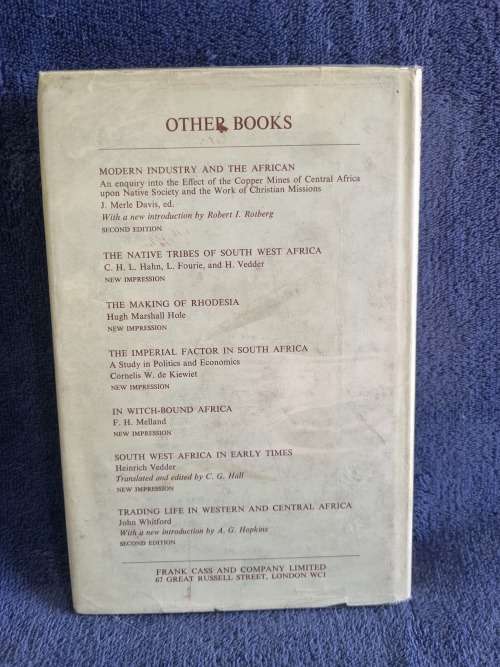 OTHER BOOKS
MODERN INDUSTRY AND THE AFRICAN
An enquiry into the Effect of the Copper Mines of Central Africa
upon Native Society and the Work of Christian Missions
J. Merle Davis, ed.
With a new introduction by Robert I. Rotberg
SECOND EDITION
THE NATIVE TRIBES OF SOUTH WEST AFRICA
C. H. L. Hahn, L. Fourie, and H. Vedder
NEW IMPRESSION
THE MAKING OF RHODESIA
Hugh Marshall Hole
NEW IMPRESSION
THE IMPERIAL FACTOR IN SOUTH AFRICA
A Study in Politics and Economics
Cornelis W. de Kiewiet
NEW IMPRESSION
IN WITCH-BOUND AFRICA
F. H. Melland
NEW IMPRESSION
SOUTH WEST AFRICA IN EARLY TIMES
Heinrich Vedder
Translated and edited by C. G. Hall
NEW IMPRESSION
TRADING LIFE IN WESTERN AND CENTRAL AFRICA
John Whitford
With a new introduction by A. G. Hopkins
SECOND EDITION
FRANK CASS AND COMPANY LIMITED
67 GREAT RUSSELL STREET, LONDON WC1